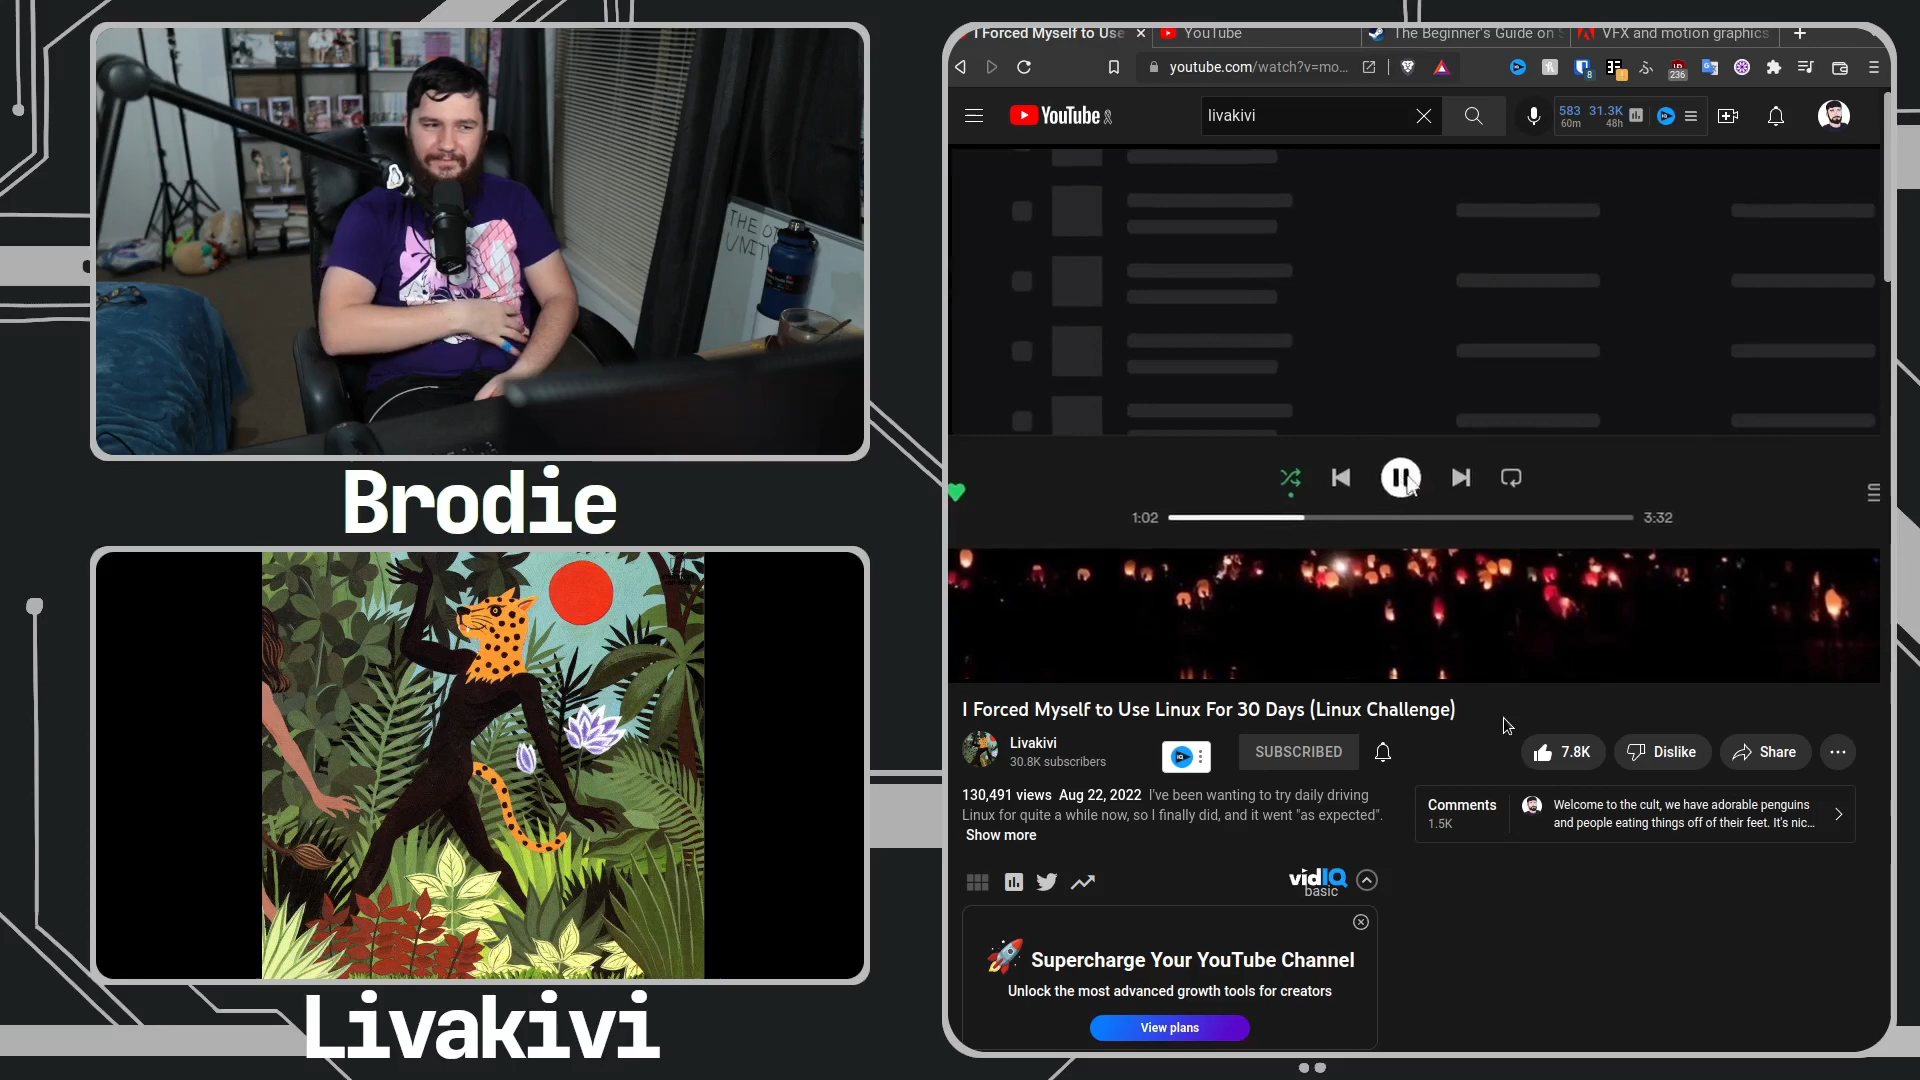 I Forced Myself to Use
YouTube
The Beginner's Guide on S
VFX and motion graphics
youtube.com/watch?v=mo...
8
236
YouTube
livakivi
583 31.3K
60m 48h
THE OT
UNITY
Brodie
Livakivi
1:02
3:32
I Forced Myself to Use Linux For 30 Days (Linux Challenge)
Livakivi
30.8K subscribers
SUBSCRIBED
7.8K
Dislike
Share
130,491 views Aug 22, 2022 I've been wanting to try daily driving
Linux for quite a while now, so I finally did, and it went "as expected".
Show more
Comments
1.5K
Welcome to the cult, we have adorable penguins
and people eating things off of their feet. It's nic...
vidIQ
basic
Supercharge Your YouTube Channel
Unlock the most advanced growth tools for creators
View plans